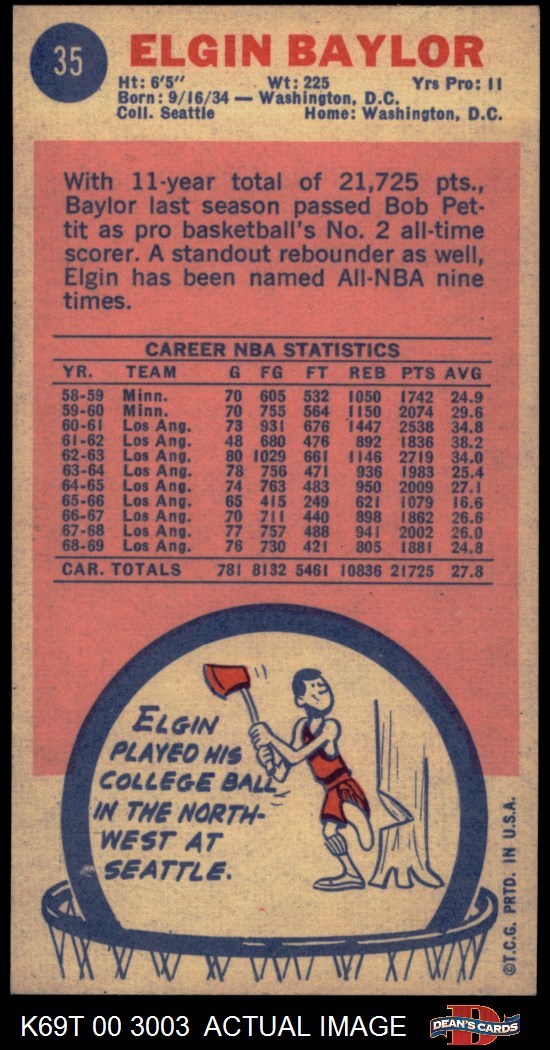 35
ELGIN BAYLOR
Ht: 6'5" Wt: 225 Yrs Pro: 11
Born: 9/16/34 — Washington, D.C.
Coll. Seattle Home: Washington, D.C.
With 11-year total of 21,725 pts.,
Baylor last season passed Bob Pet-
tit as pro basketball's No. 2 all-time
scorer. A standout rebounder as well,
Elgin has been named All-NBA nine
times.
CAREER NBA STATISTICS
YR. TEAM G FG FT REB PTS AVG
58-59 Minn. 70 605 532 1050 1742 24.9
59-60 Minn. 70 755 564 1150 2074 29.6
60-61 Los Ang. 73 931 676 1447 2538 34.8
61-62 Los Ang. 48 680 476 892 1836 38.2
62-63 Los Ang. 80 1029 661 1146 2719 34.0
63-64 Los Ang. 78 756 471 936 1983 25.4
64-65 Los Ang. 74 763 483 950 2009 27.1
65-66 Los Ang. 65 415 249 621 1079 16.6
66-67 Los Ang. 70 711 440 898 1862 26.6
67-68 Los Ang. 77 757 488 941 2002 26.0
68-69 Los Ang. 76 730 421 805 1881 24.8
CAR. TOTALS 781 8132 5461 10836 21725 27.8
ELGIN
PLAYED HIS
COLLEGE BALL
IN THE NORTH-
WEST AT
SEATTLE.
©T.C.G. PRTD. IN U.S.A.
K69T 00 3003 ACTUAL IMAGE
D
DEAN'S CARDS